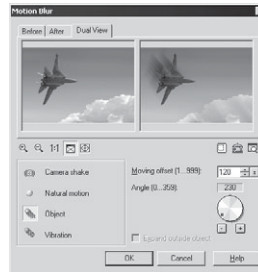 Motion Blur
Before After Dual View
1:1
Camera shake
Natural motion
Object
Vibration
Moving offset (1...999): 120
Angle (0...359): 230
Expand outside object
OK Cancel Help